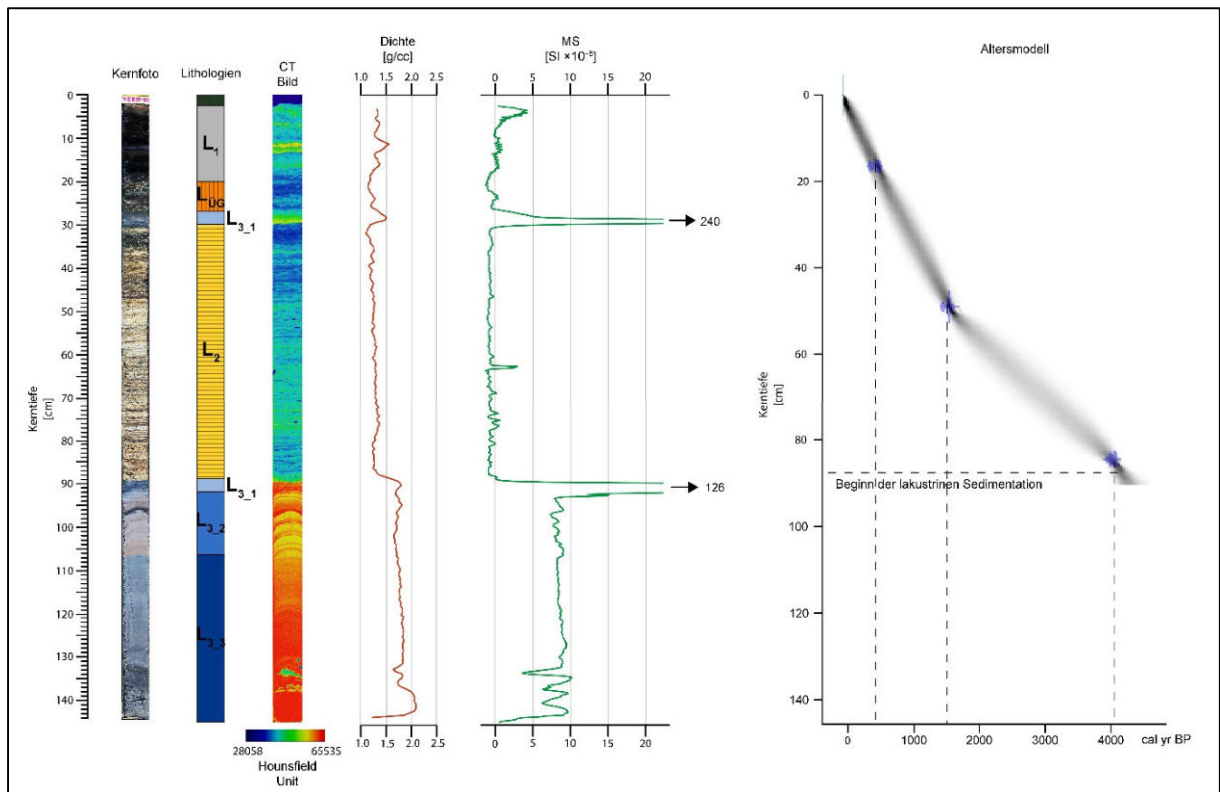 Kernfoto
Lithologien
CT
Bild
Dichte
[g/cc]
1.0 1.5 2.0 2.5
MS
[SI ×10⁻⁵]
0 5 10 15 20
Altersmodell
Kerntiefe
[cm]
0
10
20
30
40
50
60
70
80
90
100
110
120
130
140
L₁
L_ÜG
L₃_₁
L₂
L₃_₁
L₃_₂
L₃_₃
28058 65535
Hounsfield
Unit
1.0 1.5 2.0 2.5
0 5 10 15 20
240
126
Kerntiefe
[cm]
0
20
40
60
80
100
120
140
Beginn der lakustrinen Sedimentation
0 1000 2000 3000 4000 cal yr BP